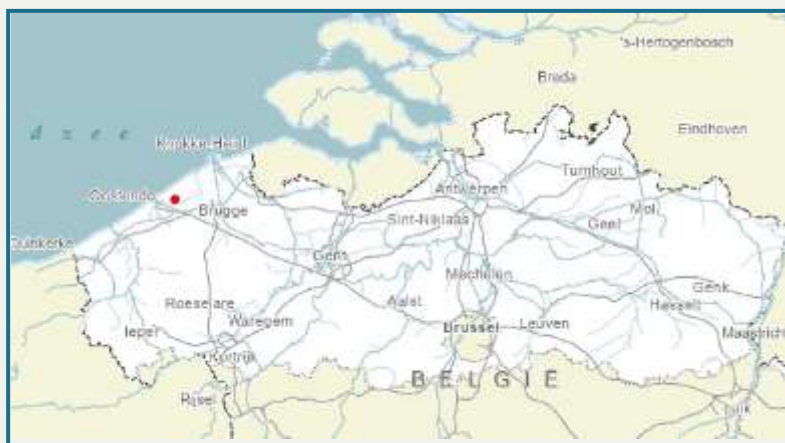 's-Hertogenbosch
Breda
Eindhoven
d z e e
Knokke-Heist
Turnhout
Antwerpen
Oostende
Brugge
Sint-Niklaas
Geel
Mol
Duinkerke
Gent
Mechelen
Genk
Roeselare
Aalst
Hasselt
Ieper
Waregem
Brussel
Leuven
Maastricht
Kortrijk
BELGIE
Rijsel
Luik